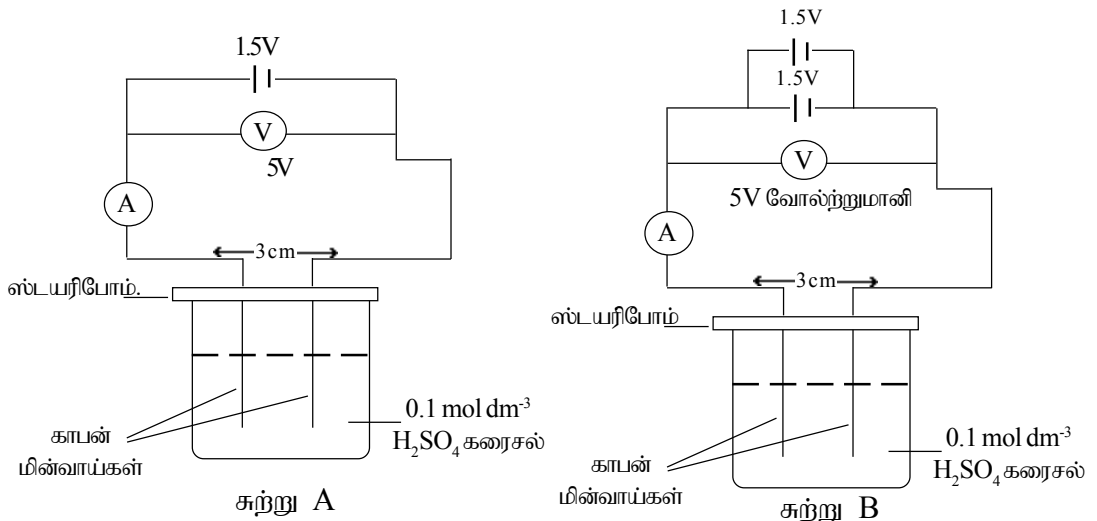 1.5V
V
5V
A
3cm
ஸ்டயரிபோம்.
0.1 mol dm-3
H2SO4 கரைசல்
காபன்
மின்வாய்கள்
சுற்று A
1.5V
1.5V
V
5V வோல்ற்றுமானி
A
3cm
ஸ்டயரிபோம்
0.1 mol dm-3
H2SO4 கரைசல்
காபன்
மின்வாய்கள்
சுற்று B